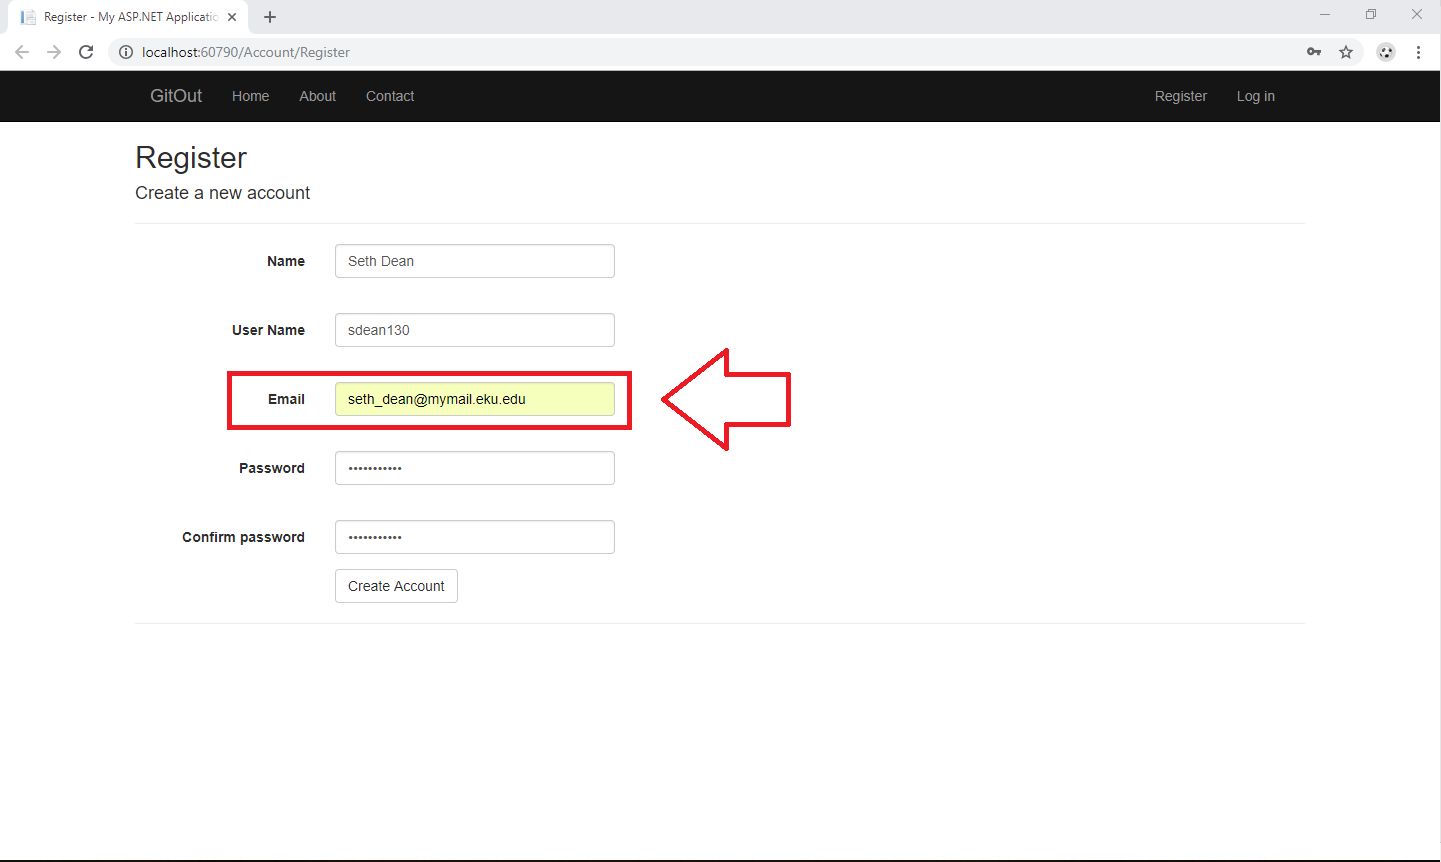 Register - My ASP.NET Applicatio
localhost:60790/Account/Register
GitOut Home About Contact Register Log in
Register
Create a new account
Name Seth Dean
User Name sdean130
Email seth_dean@mymail.eku.edu
Password •••••••••••
Confirm password •••••••••••
Create Account